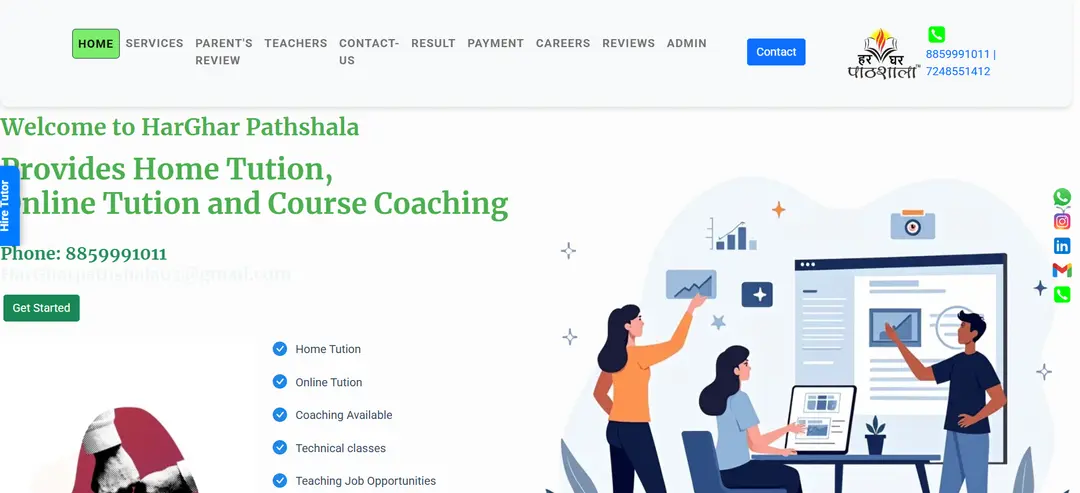 HOME SERVICES PARENT'S REVIEW TEACHERS CONTACT-US RESULT PAYMENT CAREERS REVIEWS ADMIN
Contact
हर घर
पाठशाला
TM
8859991011 |
7248551412
Welcome to HarGhar Pathshala
Provides Home Tution,
Online Tution and Course Coaching
Hire Tutor
Phone: 8859991011
Get Started
Home Tution
Online Tution
Coaching Available
Technical classes
Teaching Job Opportunities